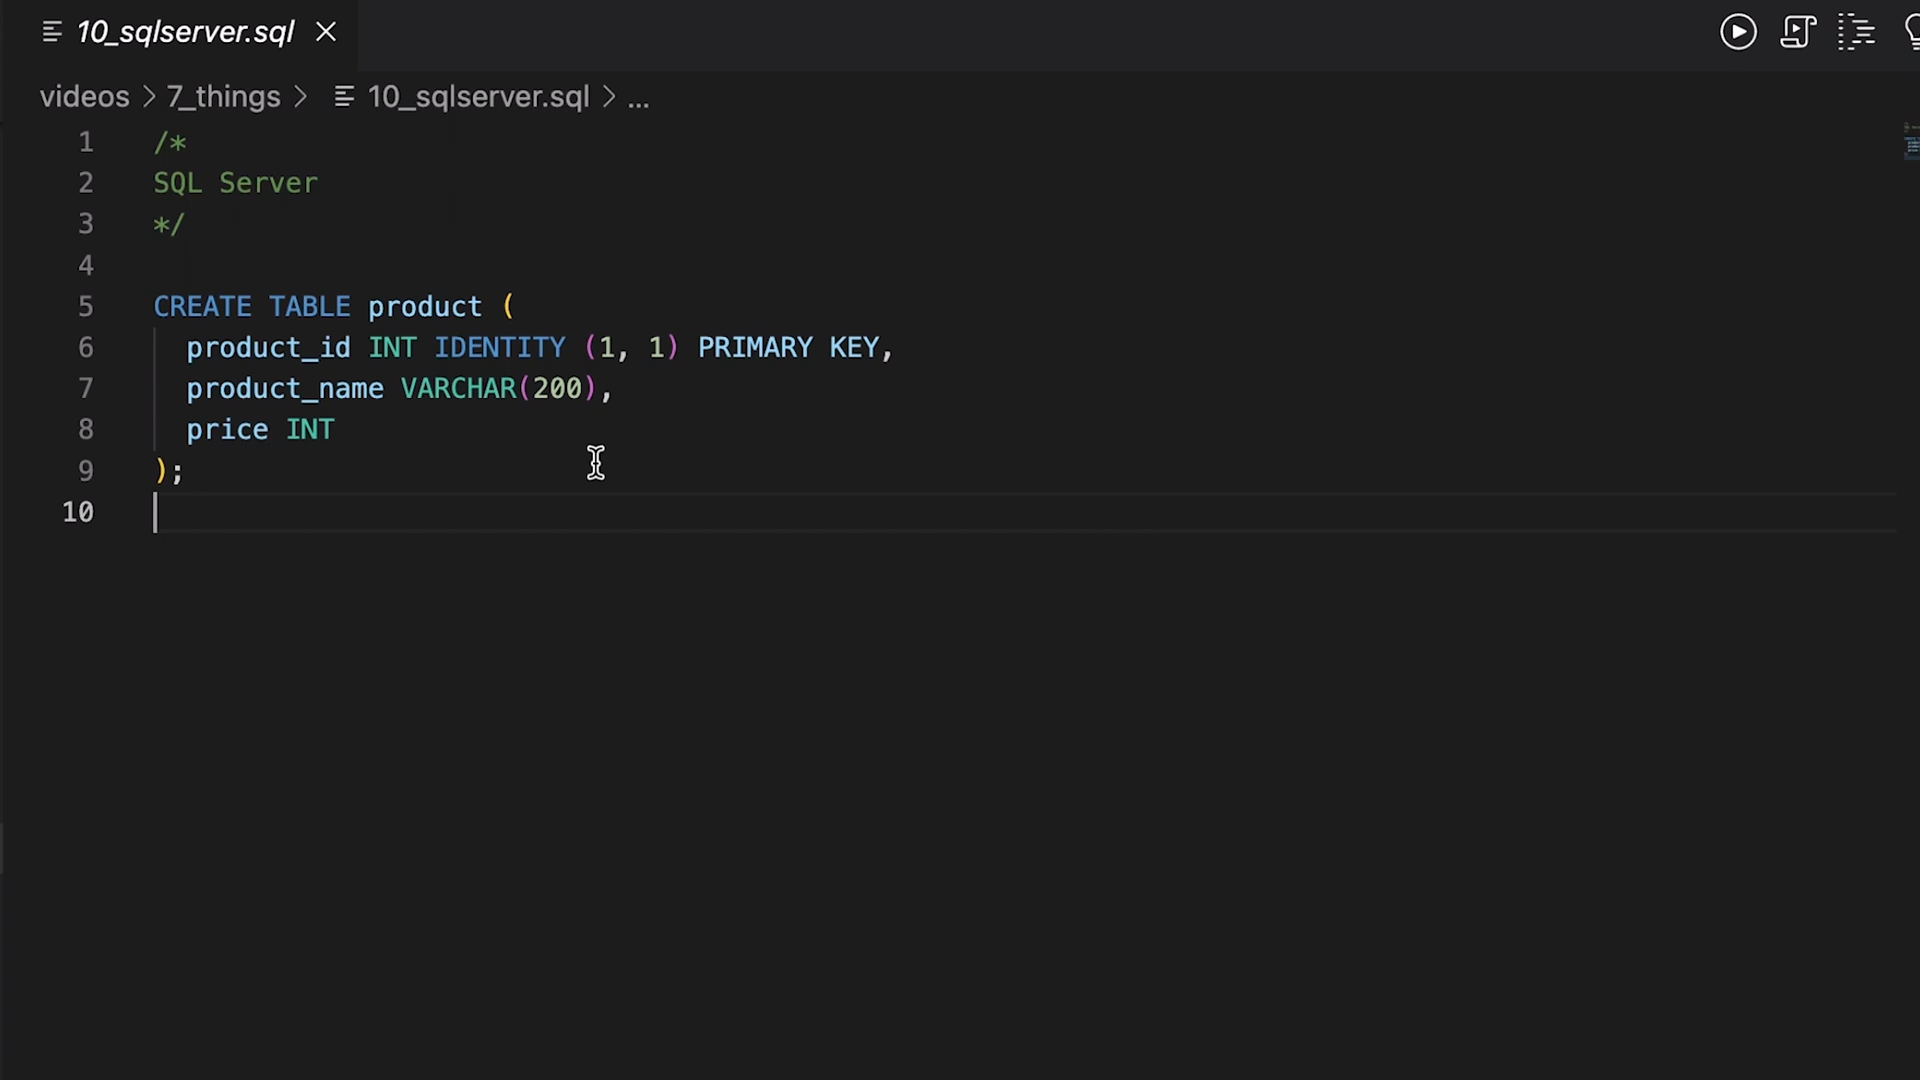 10_sqlserver.sql
videos > 7_things > 10_sqlserver.sql > ...
1 /*
2 SQL Server
3 */
4
5 CREATE TABLE product (
6   product_id INT IDENTITY (1, 1) PRIMARY KEY,
7   product_name VARCHAR(200),
8   price INT
9 );
10